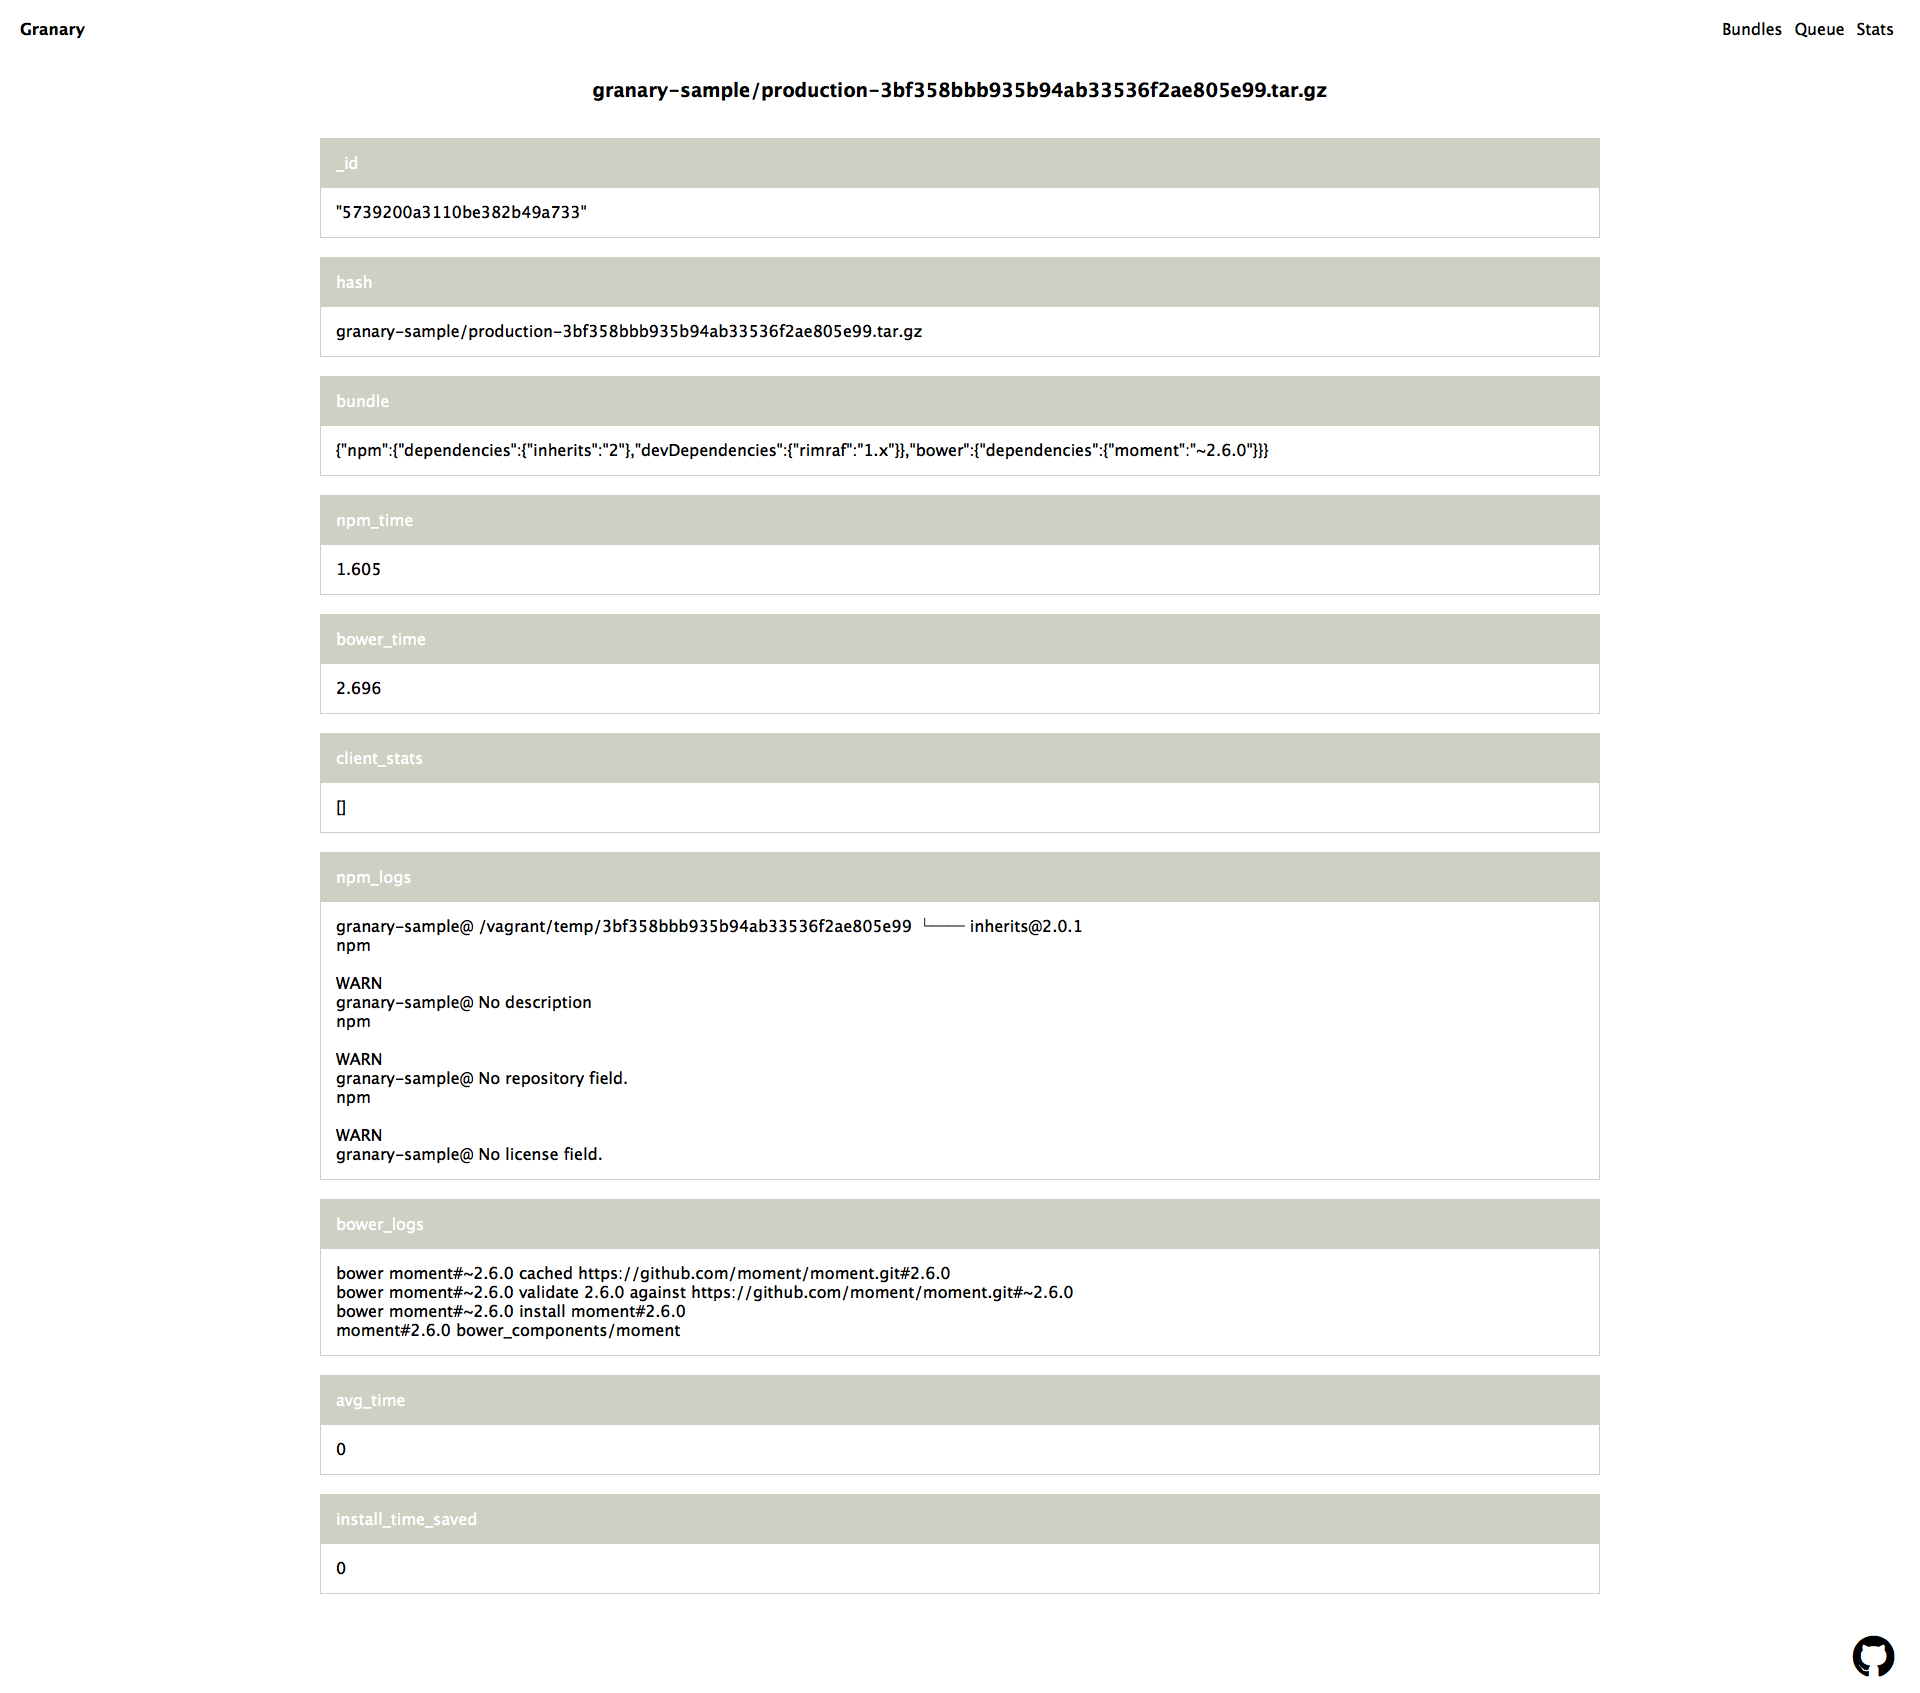 Granary
Bundles Queue Stats
granary-sample/production-3bf358bbb935b94ab33536f2ae805e99.tar.gz
_id
"5739200a3110be382b49a733"
hash
granary-sample/production-3bf358bbb935b94ab33536f2ae805e99.tar.gz
bundle
{"npm":{"dependencies":{"inherits":"2"},"devDependencies":{"rimraf":"1.x"}},"bower":{"dependencies":{"moment":"~2.6.0"}}}
npm_time
1.605
bower_time
2.696
client_stats
[]
npm_logs
granary-sample@ /vagrant/temp/3bf358bbb935b94ab33536f2ae805e99 └── inherits@2.0.1
npm
WARN
granary-sample@ No description
npm
WARN
granary-sample@ No repository field.
npm
WARN
granary-sample@ No license field.
bower_logs
bower moment#~2.6.0 cached https://github.com/moment/moment.git#2.6.0
bower moment#~2.6.0 validate 2.6.0 against https://github.com/moment/moment.git#~2.6.0
bower moment#~2.6.0 install moment#2.6.0
moment#2.6.0 bower_components/moment
avg_time
0
install_time_saved
0